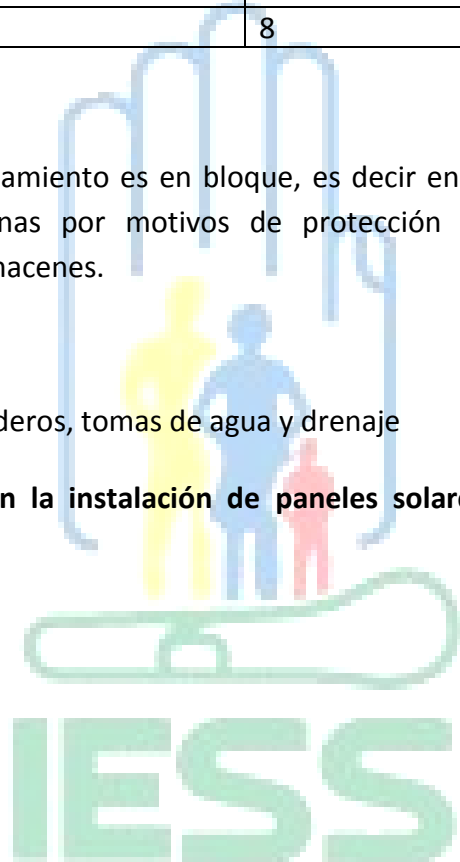 8
amiento es en bloque, es decir en
nas por motivos de protección
nacenes.
deros, tomas de agua y drenaje
n la instalación de paneles solar
IESS